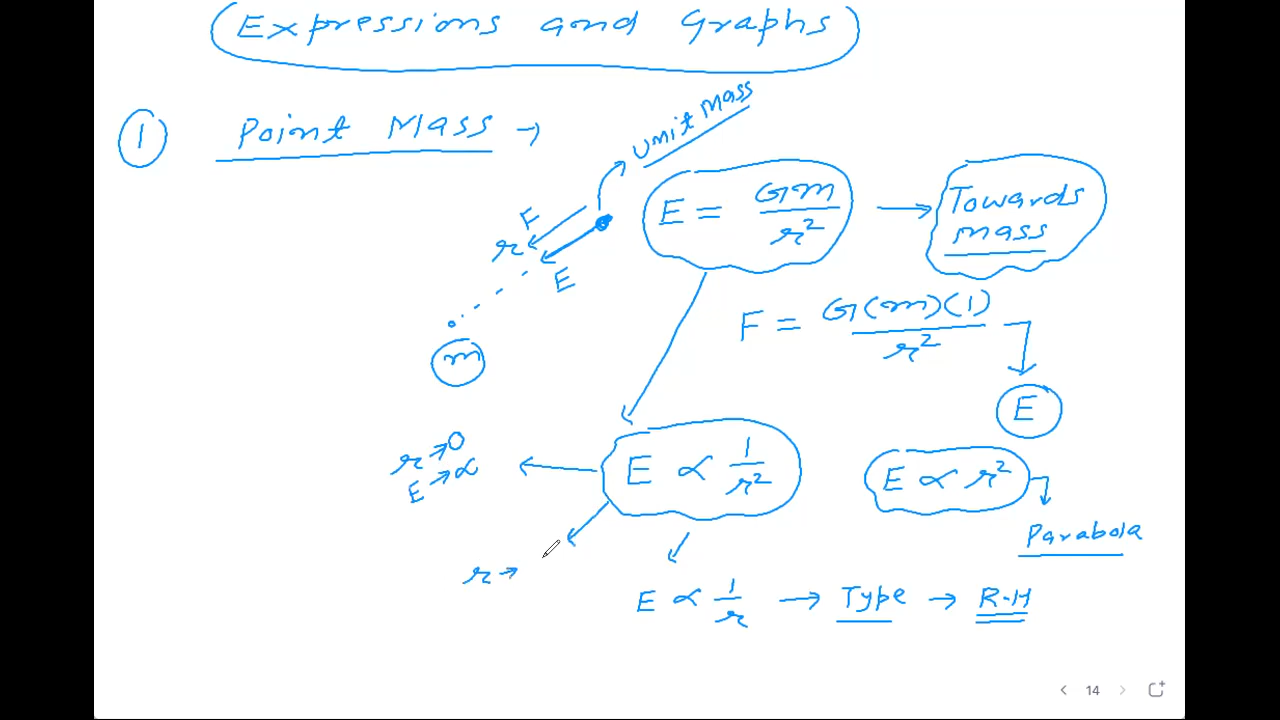 Expressions and Graphs
1 Point Mass →
unit mass
E = Gm/r² → Towards mass
F
r
E
m
F = G(m)(1)/r²
E
r → 0
E → ∝
E ∝ 1/r²
E ∝ r²
Parabola
r →
E ∝ 1/r → Type → R-H
14